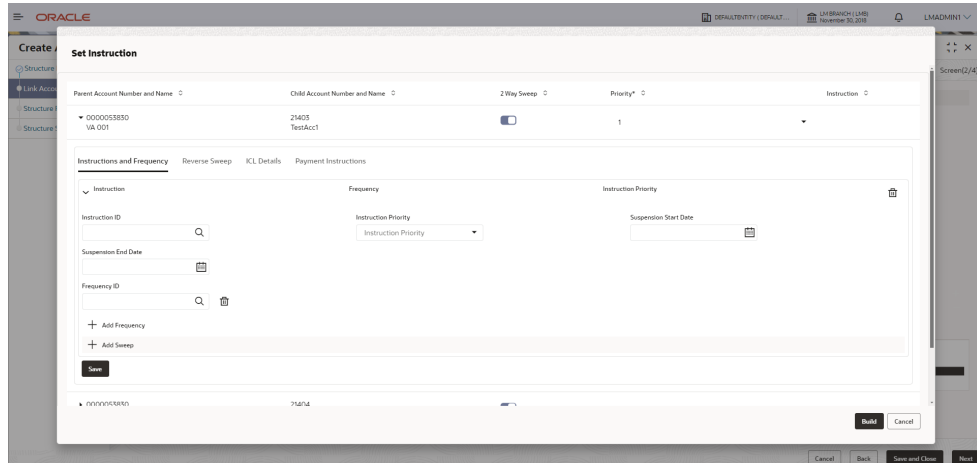 ORACLE
DEFAULTENTITY ( DEFAULT...
LM BRANCH ( LMB)
November 30, 2018
LMADMIN1
Create
Set Instruction
Structure
Screen(2/4)
Link Accou
Structure
Structure
Parent Account Number and Name
Child Account Number and Name
2 Way Sweep
Priority*
Instruction
0000053830
VA 001
21403
TestAcc1
1
Instructions and Frequency
Reverse Sweep
ICL Details
Payment Instructions
Instruction
Frequency
Instruction Priority
Instruction ID
Instruction Priority
Suspension Start Date
Instruction Priority
Suspension End Date
Frequency ID
Add Frequency
Add Sweep
Save
0000053830
21404
Build
Cancel
Cancel
Back
Save and Close
Next